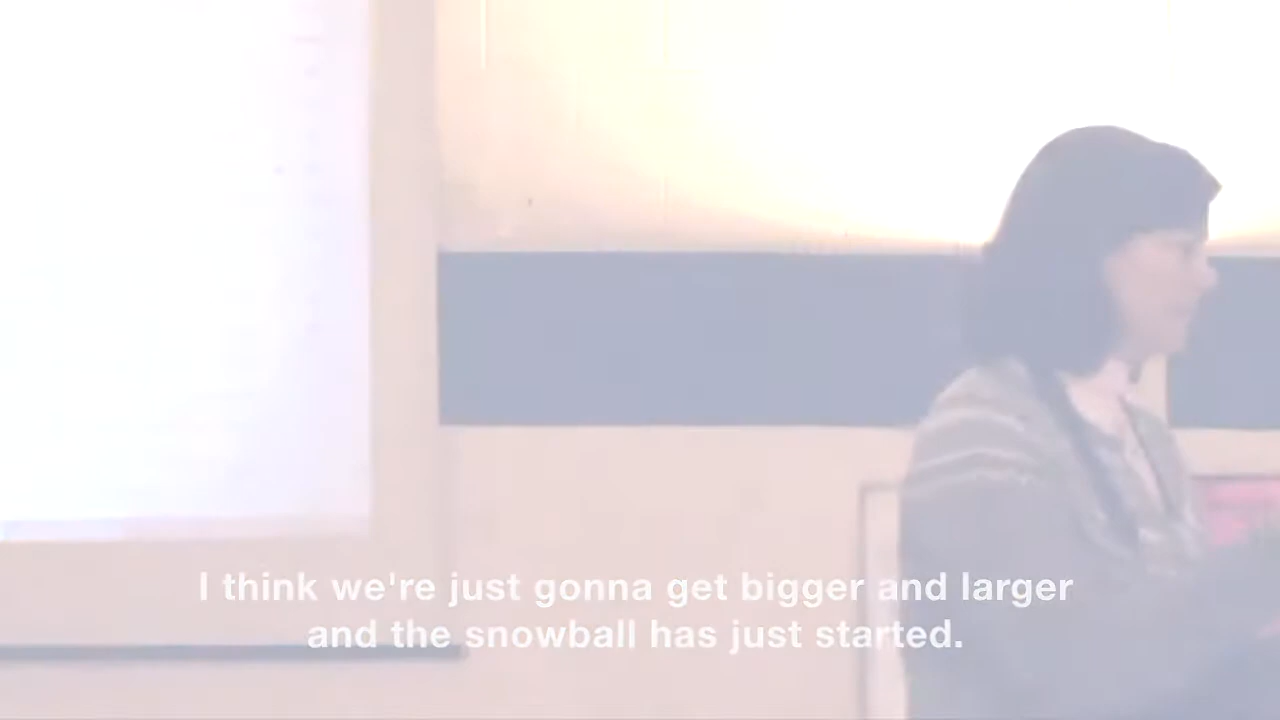 I think we're just gonna get bigger and larger
and the snowball has just started.